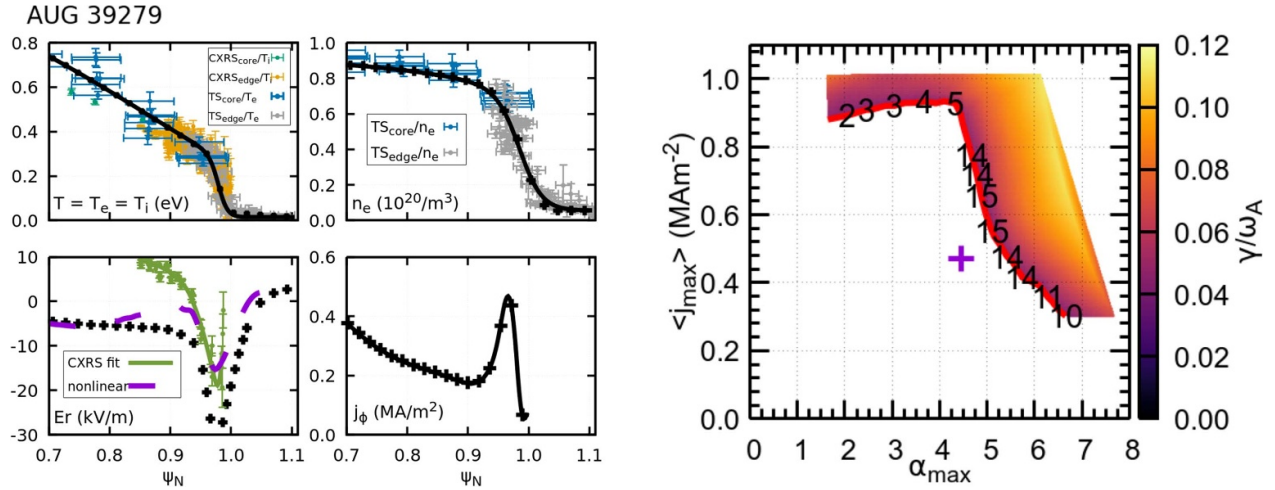 AUG 39279
0.8
0.6
0.4
0.2
0.0
CXRS_core/T_i
CXRS_edge/T_i
TS_core/T_e
TS_edge/T_e
T = T_e = T_i (eV)
1.0
0.8
0.6
0.4
0.2
0.0
TS_core/n_e
TS_edge/n_e
n_e (10^20/m^3)
10
0
-10
-20
-30
CXRS fit
nonlinear
Er (kV/m)
0.7 0.8 0.9 1.0 1.1
ψ_N
0.6
0.4
0.2
0.0
j_ϕ (MA/m^2)
0.7 0.8 0.9 1.0 1.1
ψ_N
<j_max> (MAm^-2)
1.0
0.8
0.6
0.4
0.2
0.0
2 3 3 4 5
14
15
15
14
14
11
10
0 1 2 3 4 5 6 7 8
α_max
0.12
0.10
0.08
0.06
0.04
0.02
0.00
γ/ω_A